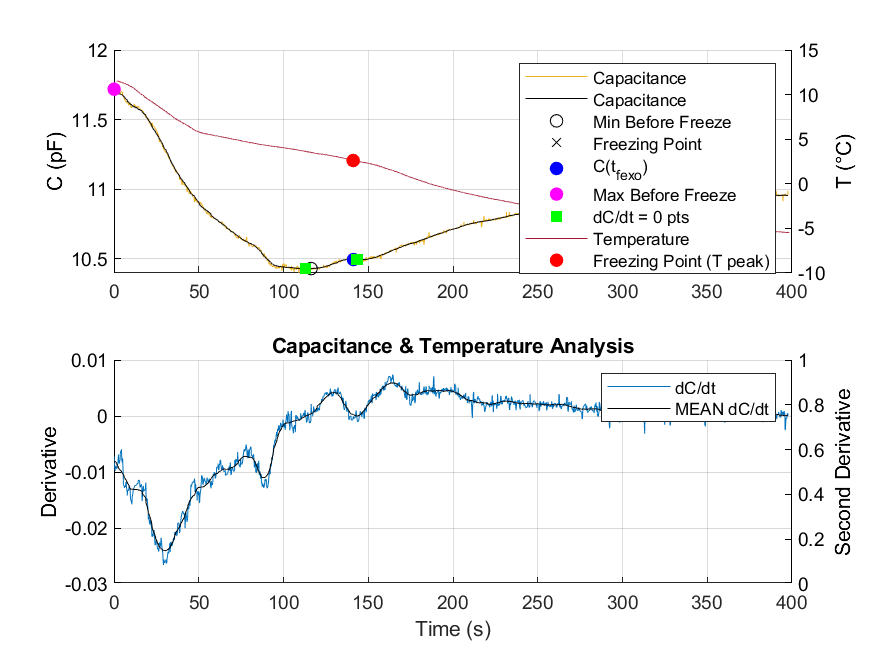 12
11.5
11
10.5
C (pF)
0
50
100
150
200
250
300
350
400
15
10
5
0
-5
-10
T (°C)
Capacitance
Capacitance
Min Before Freeze
Freezing Point
C(t_fexo)
Max Before Freeze
dC/dt = 0 pts
Temperature
Freezing Point (T peak)
Capacitance & Temperature Analysis
0.01
0
-0.01
-0.02
-0.03
Derivative
dC/dt
MEAN dC/dt
1
0.8
0.6
0.4
0.2
0
Second Derivative
0
50
100
150
200
250
300
350
400
Time (s)